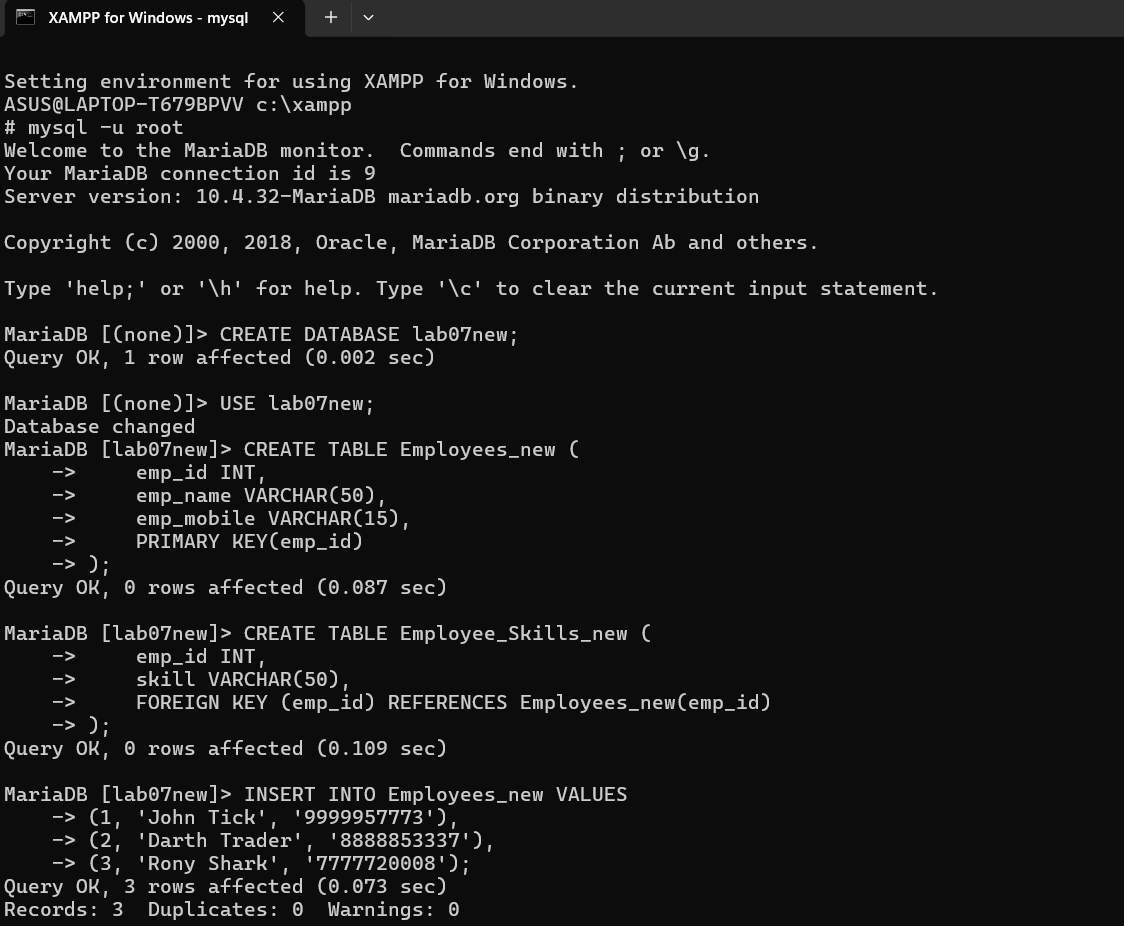 XAMPP for Windows - mysql
Setting environment for using XAMPP for Windows.
ASUS@LAPTOP-T679BPVV c:\xampp
# mysql -u root
Welcome to the MariaDB monitor.  Commands end with ; or \g.
Your MariaDB connection id is 9
Server version: 10.4.32-MariaDB mariadb.org binary distribution
Copyright (c) 2000, 2018, Oracle, MariaDB Corporation Ab and others.
Type 'help;' or '\h' for help. Type '\c' to clear the current input statement.
MariaDB [(none)]> CREATE DATABASE lab07new;
Query OK, 1 row affected (0.002 sec)
MariaDB [(none)]> USE lab07new;
Database changed
MariaDB [lab07new]> CREATE TABLE Employees_new (
    ->     emp_id INT,
    ->     emp_name VARCHAR(50),
    ->     emp_mobile VARCHAR(15),
    ->     PRIMARY KEY(emp_id)
    -> );
Query OK, 0 rows affected (0.087 sec)
MariaDB [lab07new]> CREATE TABLE Employee_Skills_new (
    ->     emp_id INT,
    ->     skill VARCHAR(50),
    ->     FOREIGN KEY (emp_id) REFERENCES Employees_new(emp_id)
    -> );
Query OK, 0 rows affected (0.109 sec)
MariaDB [lab07new]> INSERT INTO Employees_new VALUES
    -> (1, 'John Tick', '9999957773'),
    -> (2, 'Darth Trader', '8888853337'),
    -> (3, 'Rony Shark', '7777720008');
Query OK, 3 rows affected (0.073 sec)
Records: 3  Duplicates: 0  Warnings: 0